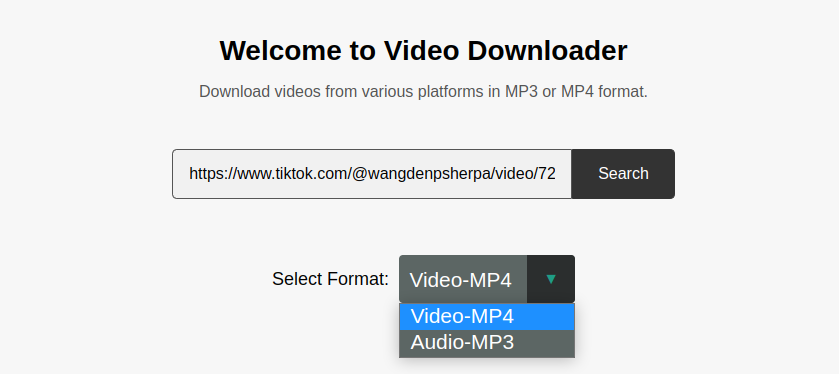 Welcome to Video Downloader
Download videos from various platforms in MP3 or MP4 format.
https://www.tiktok.com/@wangdenpsherpa/video/72
Search
Select Format:
Video-MP4
Video-MP4
Audio-MP3